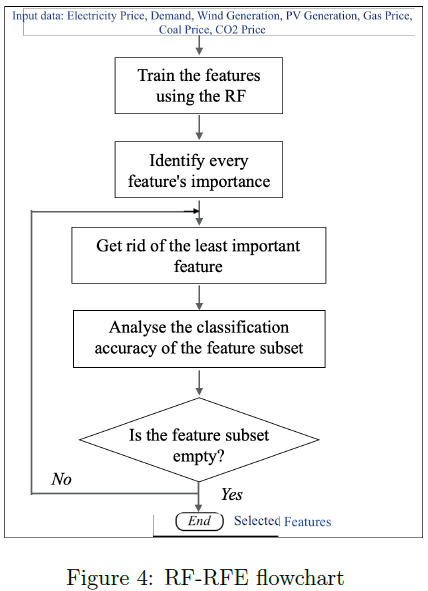 Input data: Electricity Price, Demand, Wind Generation, PV Generation, Gas Price,
Coal Price, CO2 Price
Train the features
using the RF
Identify every
feature's importance
Get rid of the least important
feature
Analyse the classification
accuracy of the feature subset
Is the feature subset
empty?
No
Yes
End Selected Features
Figure 4: RF-RFE flowchart